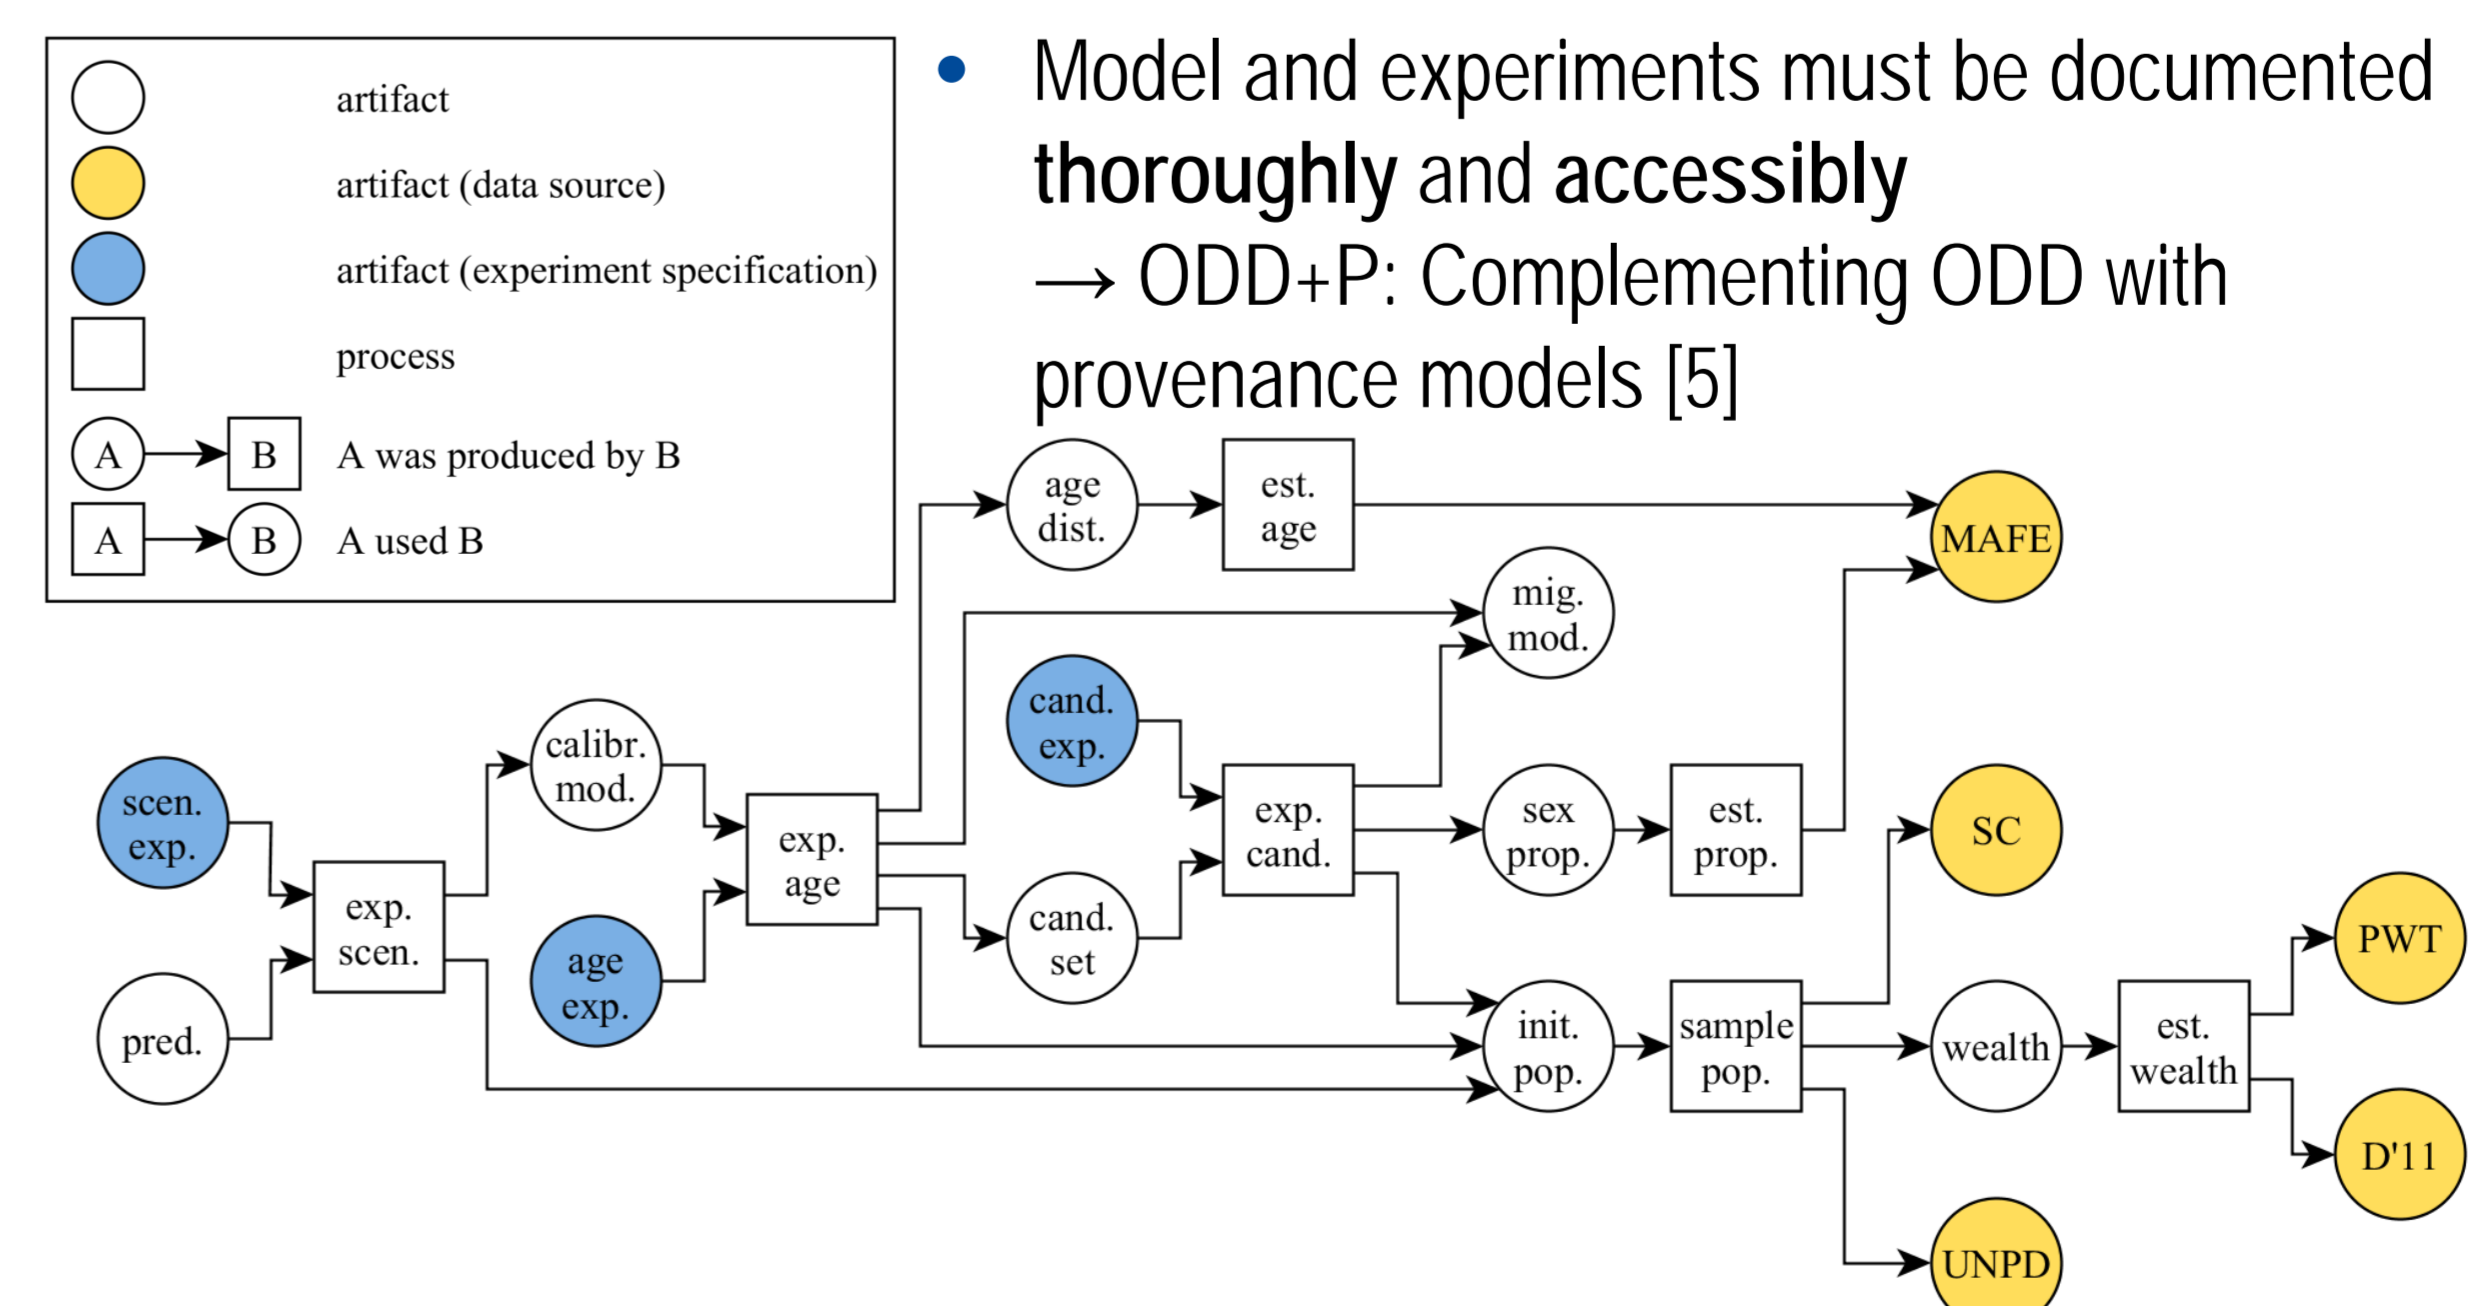 artifact
artifact (data source)
artifact (experiment specification)
process
A
B
A was produced by B
A
B
A used B
• Model and experiments must be documented
thoroughly and accessibly
→ ODD+P: Complementing ODD with
provenance models [5]
age
dist.
est.
age
MAFE
mig.
mod.
cand.
exp.
calibr.
mod.
scen.
exp.
exp.
age
exp.
cand.
sex
prop.
est.
prop.
SC
exp.
scen.
age
exp.
cand.
set
PWT
pred.
init.
pop.
sample
pop.
wealth
est.
wealth
D'11
UNPD